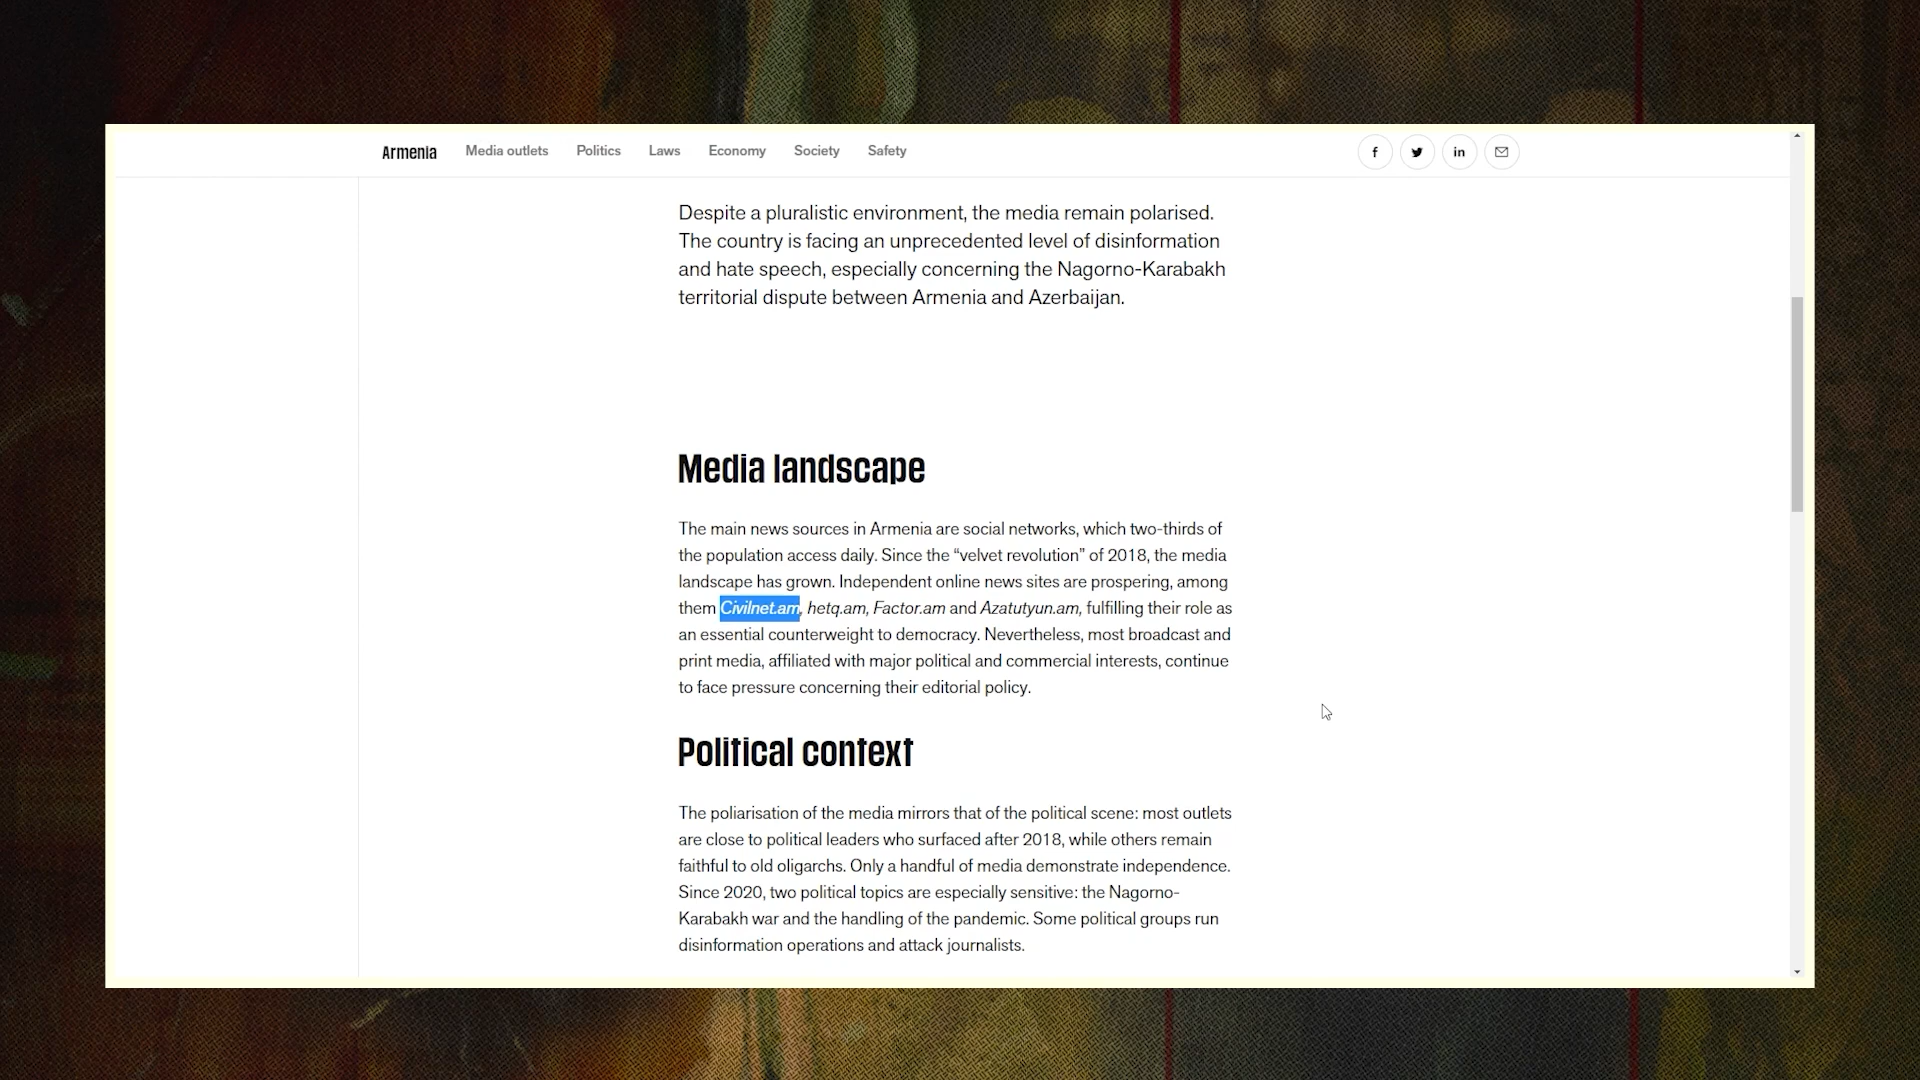 Armenia Media outlets Politics Laws Economy Society Safety
Despite a pluralistic environment, the media remain polarised.
The country is facing an unprecedented level of disinformation
and hate speech, especially concerning the Nagorno-Karabakh
territorial dispute between Armenia and Azerbaijan.
Media landscape
The main news sources in Armenia are social networks, which two-thirds of
the population access daily. Since the “velvet revolution” of 2018, the media
landscape has grown. Independent online news sites are prospering, among
them Civilnet.am, hetq.am, Factor.am and Azatutyun.am, fulfilling their role as
an essential counterweight to democracy. Nevertheless, most broadcast and
print media, affiliated with major political and commercial interests, continue
to face pressure concerning their editorial policy.
Political context
The poliarisation of the media mirrors that of the political scene: most outlets
are close to political leaders who surfaced after 2018, while others remain
faithful to old oligarchs. Only a handful of media demonstrate independence.
Since 2020, two political topics are especially sensitive: the Nagorno-
Karabakh war and the handling of the pandemic. Some political groups run
disinformation operations and attack journalists.